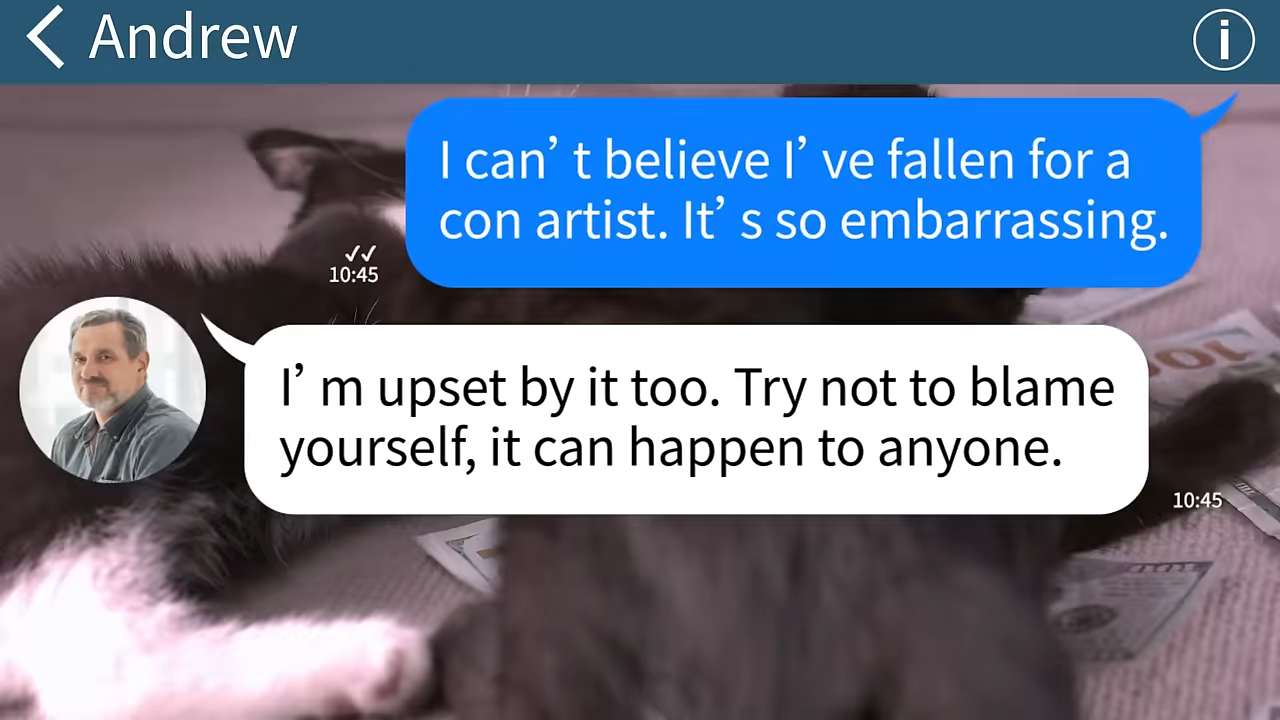 Andrew
I can’t believe I’ve fallen for a
con artist. It’s so embarrassing.
10:45
I’m upset by it too. Try not to blame
yourself, it can happen to anyone.
10:45
100